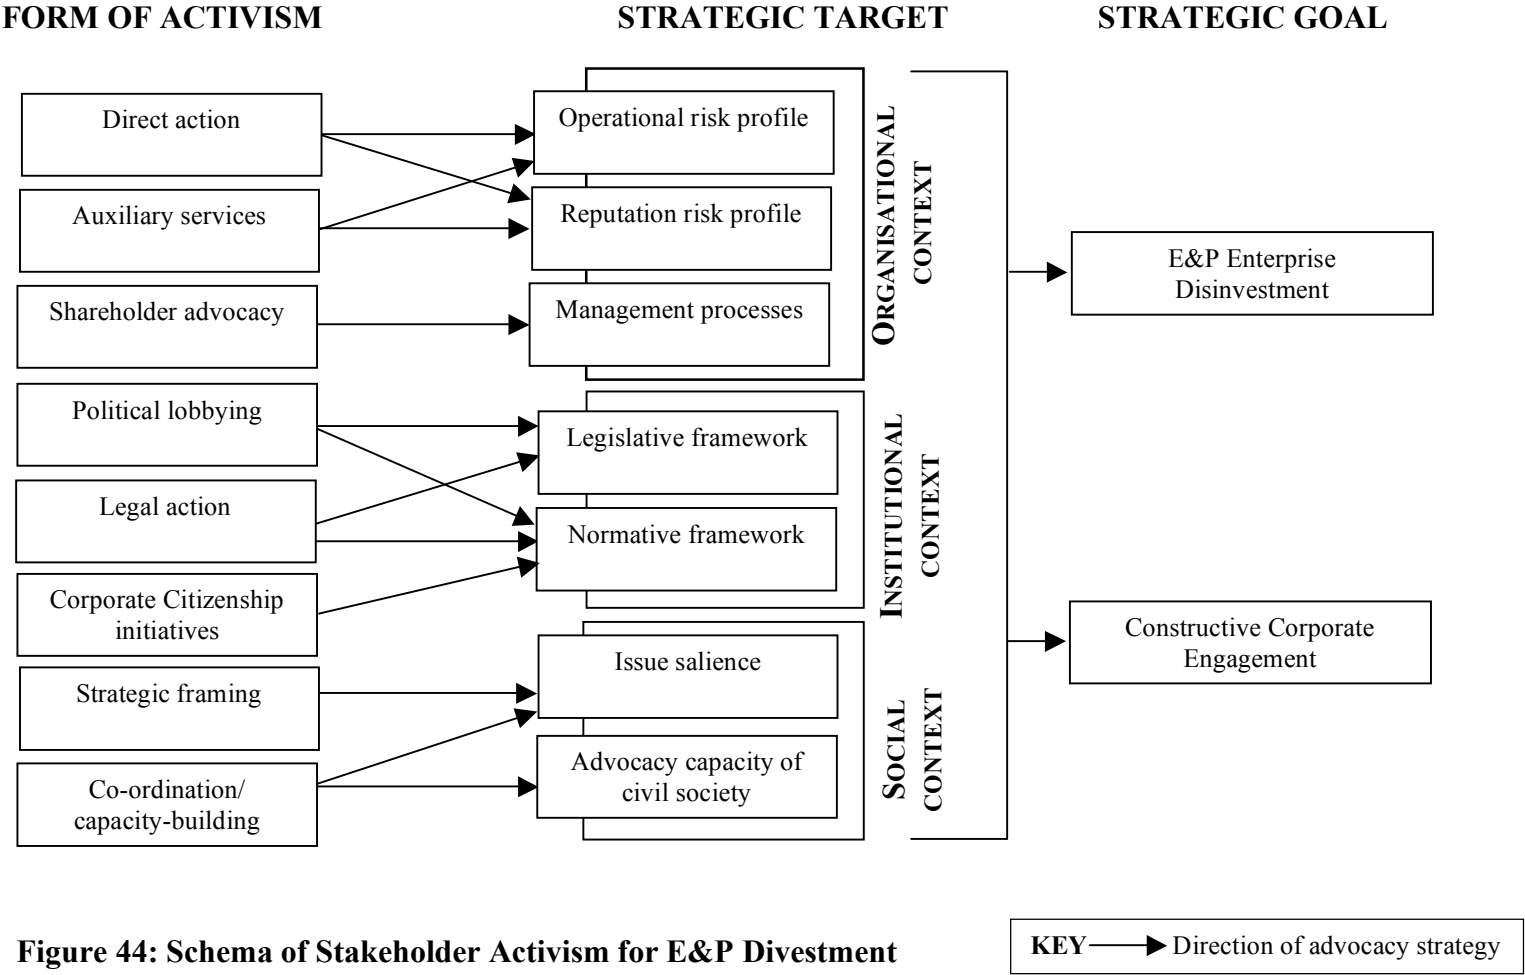 FORM OF ACTIVISM
STRATEGIC TARGET
STRATEGIC GOAL
Direct action
Auxiliary services
Shareholder advocacy
Political lobbying
Legal action
Corporate Citizenship
initiatives
Strategic framing
Co-ordination/
capacity-building
Operational risk profile
Reputation risk profile
Management processes
ORGANISATIONAL
CONTEXT
Legislative framework
Normative framework
INSTITUTIONAL
CONTEXT
Issue salience
Advocacy capacity of
civil society
SOCIAL
CONTEXT
E&P Enterprise
Disinvestment
Constructive Corporate
Engagement
Figure 44: Schema of Stakeholder Activism for E&P Divestment
KEY Direction of advocacy strategy